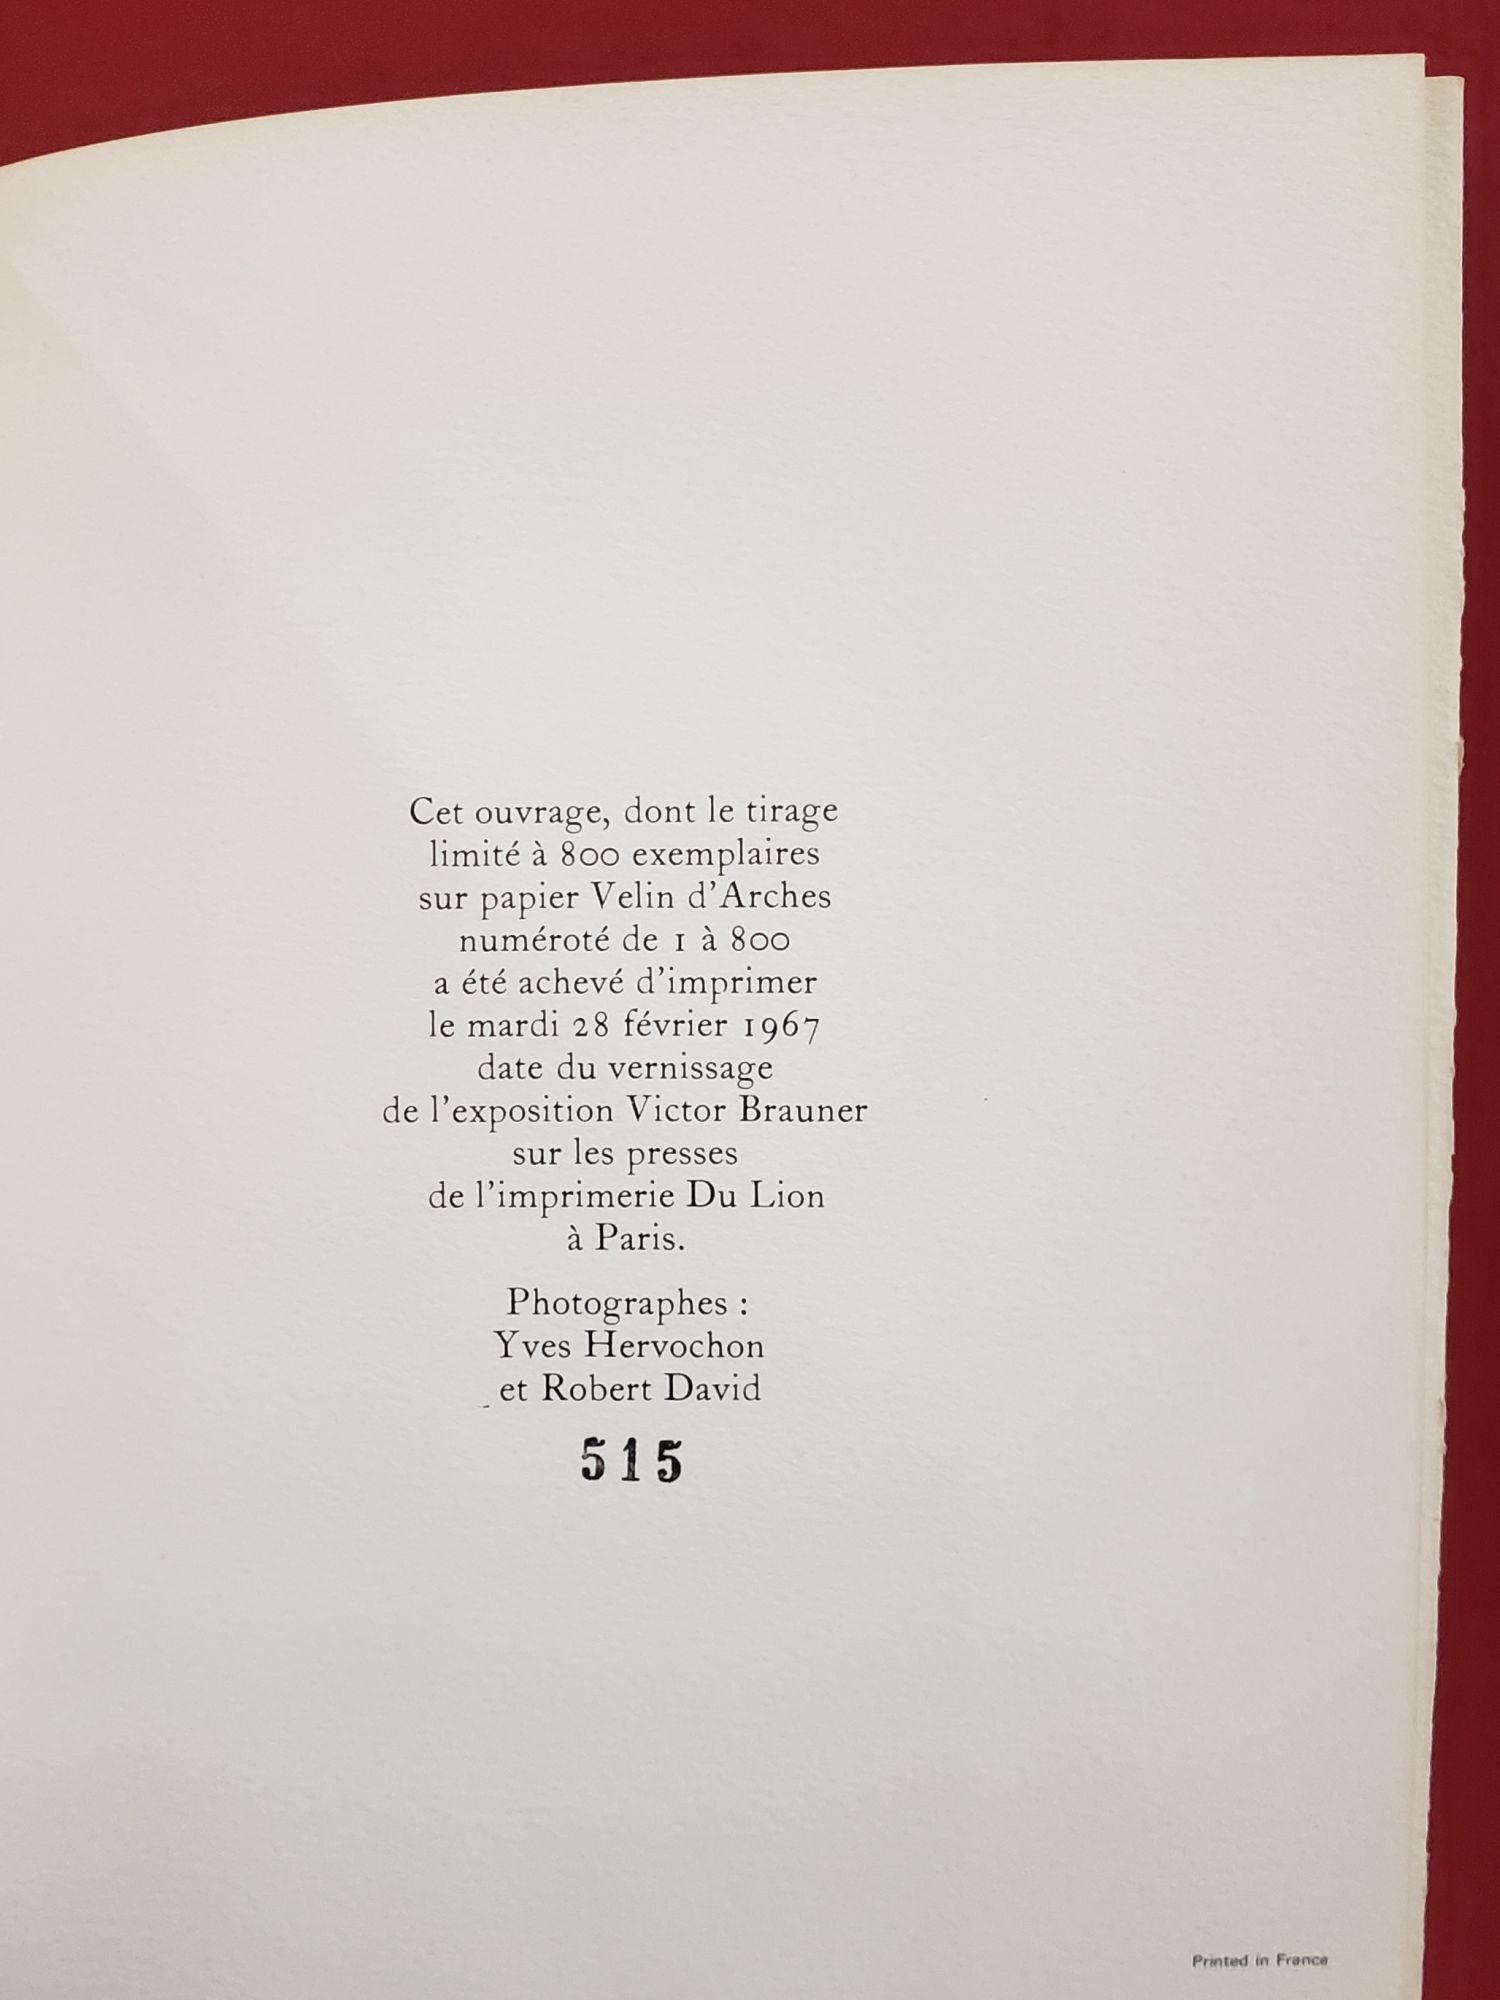 Cet ouvrage, dont le tirage
limité à 800 exemplaires
sur papier Velin d'Arches
numéroté de 1 à 800
a été achevé d'imprimer
le mardi 28 février 1967
date du vernissage
de l'exposition Victor Brauner
sur les presses
de l'imprimerie Du Lion
à Paris.
Photographes :
Yves Hervochon
et Robert David
515
Printed in France